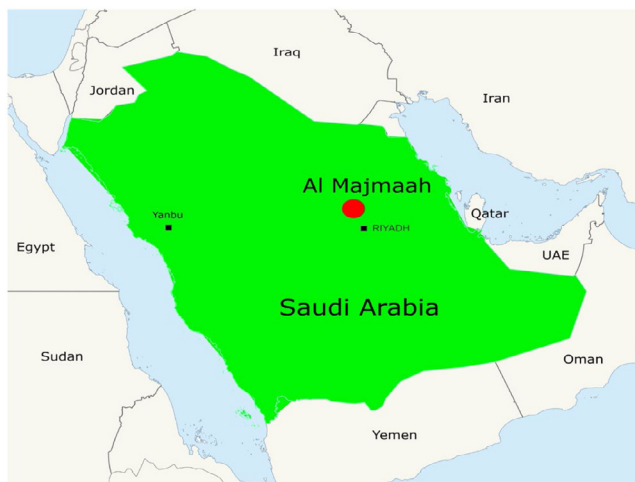 Iraq
Jordan
Iran
Al Majmaah
Qatar
Yanbu
RIYADH
Egypt
UAE
Saudi Arabia
Sudan
Oman
Yemen